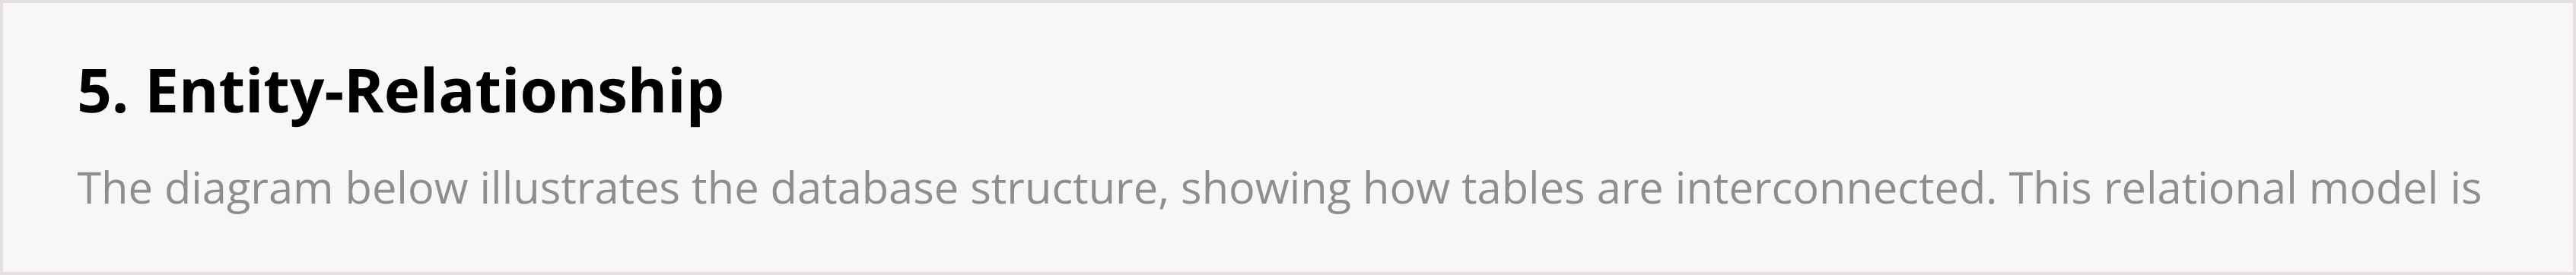 5. Entity-Relationship
The diagram below illustrates the database structure, showing how tables are interconnected. This relational model is